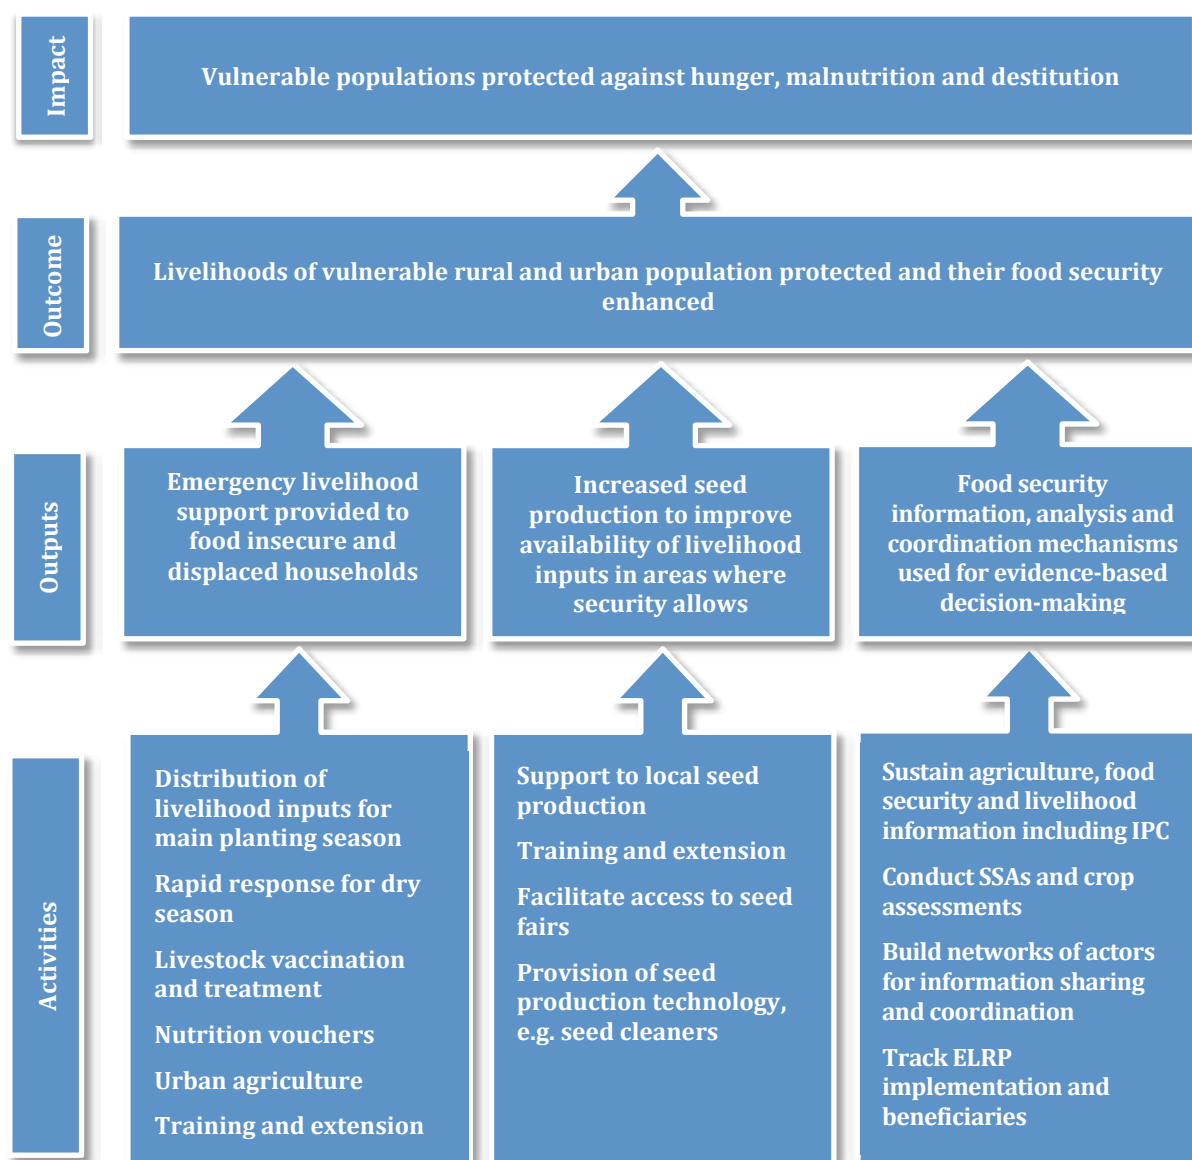 Impact
Vulnerable populations protected against hunger, malnutrition and destitution
Outcome
Livelihoods of vulnerable rural and urban population protected and their food security
enhanced
Outputs
Emergency livelihood
support provided to
food insecure and
displaced households
Increased seed
production to improve
availability of livelihood
inputs in areas where
security allows
Food security
information, analysis and
coordination mechanisms
used for evidence-based
decision-making
Activities
Distribution of
livelihood inputs for
main planting season
Rapid response for dry
season
Livestock vaccination
and treatment
Nutrition vouchers
Urban agriculture
Training and extension
Support to local seed
production
Training and extension
Facilitate access to seed
fairs
Provision of seed
production technology,
e.g. seed cleaners
Sustain agriculture, food
security and livelihood
information including IPC
Conduct SSAs and crop
assessments
Build networks of actors
for information sharing
and coordination
Track ELRP
implementation and
beneficiaries